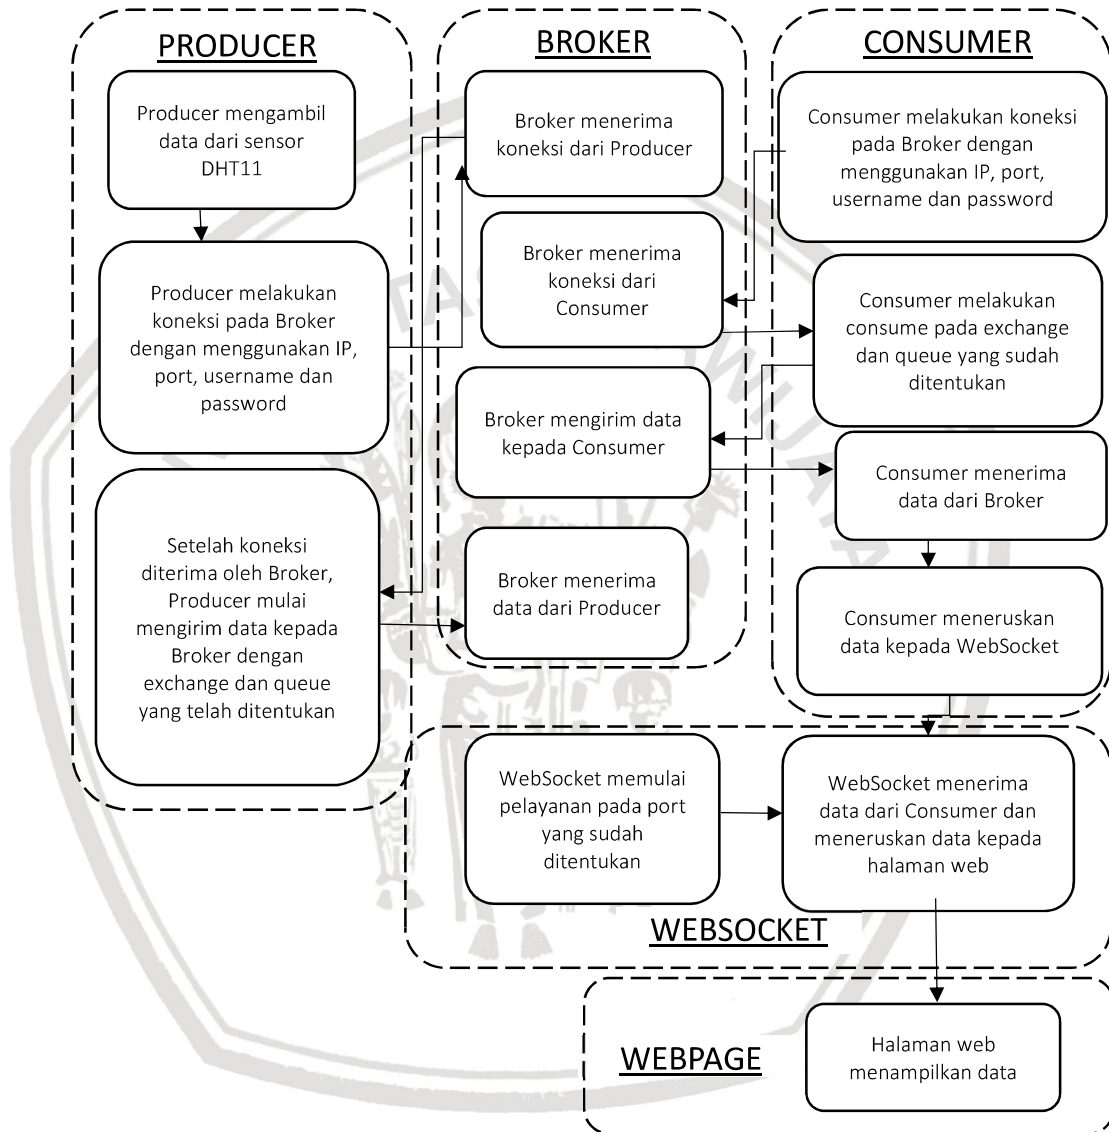 PRODUCER
Producer mengambil
data dari sensor
DHT11
Producer melakukan
koneksi pada Broker
dengan menggunakan IP,
port, username dan
password
Setelah koneksi
diterima oleh Broker,
Producer mulai
mengirim data kepada
Broker dengan
exchange dan queue
yang telah ditentukan
BROKER
Broker menerima
koneksi dari Producer
Broker menerima
koneksi dari
Consumer
Broker mengirim data
kepada Consumer
Broker menerima
data dari Producer
CONSUMER
Consumer melakukan koneksi
pada Broker dengan
menggunakan IP, port,
username dan password
Consumer melakukan
consume pada exchange
dan queue yang sudah
ditentukan
Consumer menerima
data dari Broker
Consumer meneruskan
data kepada WebSocket
WebSocket memulai
pelayanan pada port
yang sudah
ditentukan
WebSocket menerima
data dari Consumer dan
meneruskan data kepada
halaman web
WEBSOCKET
WEBPAGE
Halaman web
menampilkan data